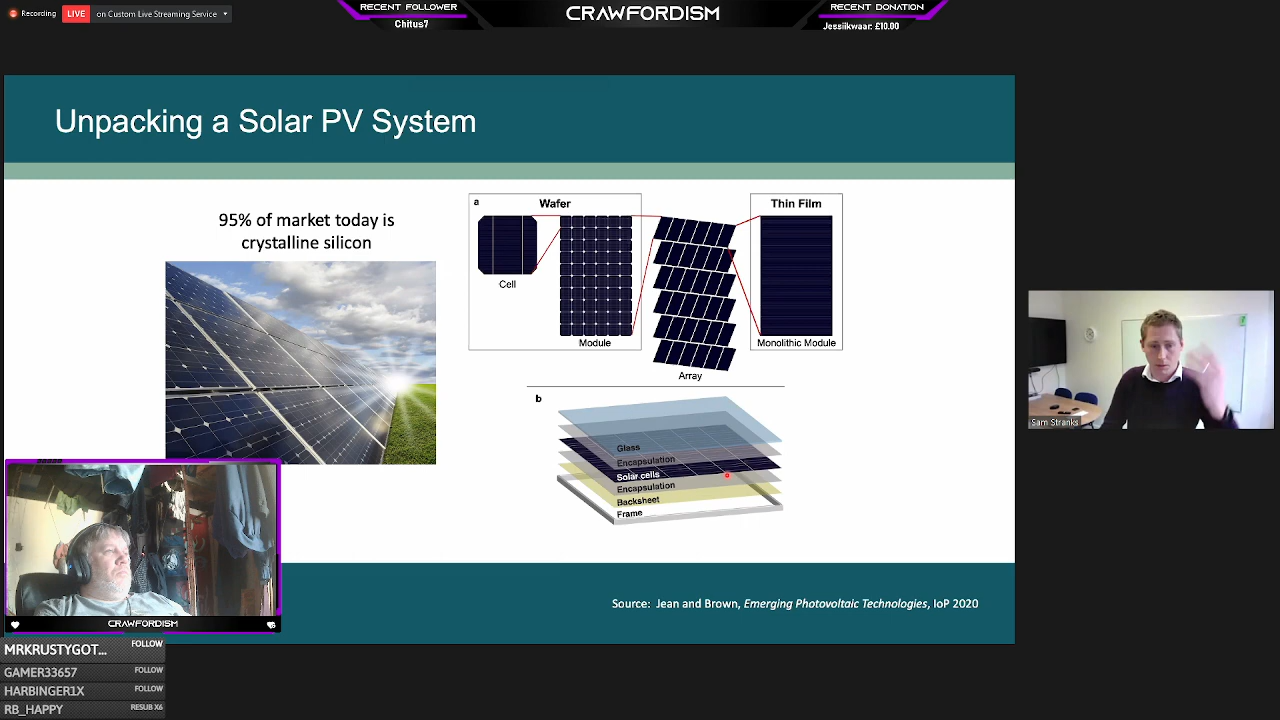 Recording
LIVE
on Custom Live Streaming Service
RECENT FOLLOWER
Chitus7
CRAWFORDISM
RECENT DONATION
Jessiikwaar: £10.00
Unpacking a Solar PV System
95% of market today is
crystalline silicon
a
Wafer
Cell
Module
Array
Thin Film
Monolithic Module
b
Glass
Encapsulation
Solar cells
Encapsulation
Backsheet
Frame
Source: Jean and Brown, Emerging Photovoltaic Technologies, IoP 2020
Sam Stranks
CRAWFORDISM
MRKRUSTYGOT... FOLLOW
GAMER33657 FOLLOW
HARBINGER1X FOLLOW
RB_HAPPY RESUB X6